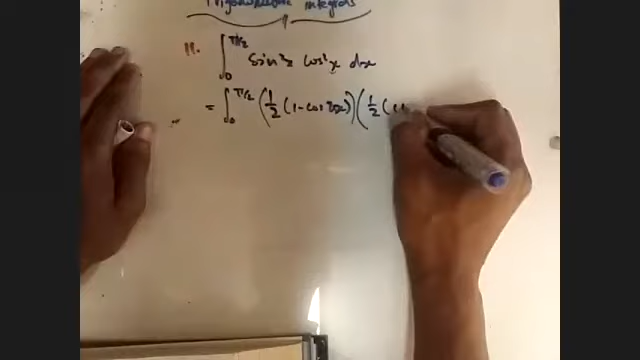 Trigonometric integrals
11. ∫₀^{π/2} sin²x cos²x dx
= ∫₀^{π/2} (½(1-cos2x))(½(1